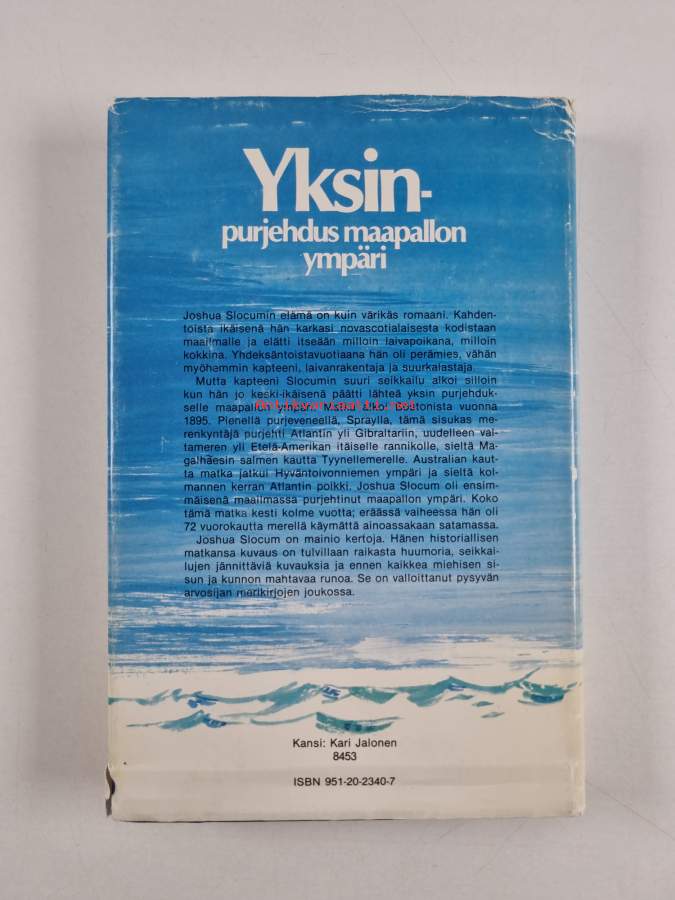 Yksin-
purjehdus maapallon
ympäri
Joshua Slocumin elämä on kuin värikäs romaani. Kahden-
toista ikäisenä hän karkasi novascotialaisesta kodistaan
maailmalle ja elätti itseään milloin laivapoikana, milloin
kokkina. Yhdeksäntoistavuotiaana hän oli perämies, vähän
myöhemmin kapteeni, laivanrakentaja ja suurkalastaja.
Mutta kapteeni Slocumin suuri seikkailu alkoi silloin
kun hän jo keski-ikäisenä päätti lähteä yksin purjehduk-
selle maapallon ympäri. Matka alkoi Bostonista vuonna
1895. Pienellä purjeveneellä, Spraylla, tämä sisukas me-
renkyntäjä purjehti Atlantin yli Gibraltariin, uudelleen val-
tameren yli Etelä-Amerikan itäiselle rannikolle, sieltä Ma-
galhãesin salmen kautta Tyynellemerelle. Australian kaut-
ta matka jatkui Hyväntoivonniemen ympäri ja sieltä kol-
mannen kerran Atlantin poikki. Joshua Slocum oli ensim-
mäisenä maailmassa purjehtinut maapallon ympäri. Koko
tämä matka kesti kolme vuotta; eräässä vaiheessa hän oli
72 vuorokautta merellä käymättä ainoassakaan satamassa.
Joshua Slocum on mainio kertoja. Hänen historiallisen
matkansa kuvaus on tulvillaan raikasta huumoria, seikkai-
lujen jännittäviä kuvauksia ja ennen kaikkea miehisen si-
sun ja kunnon mahtavaa runoa. Se on valloittanut pysyvän
arvosijan merikirjojen joukossa.
Kansi: Kari Jalonen
8453
ISBN 951-20-2340-7